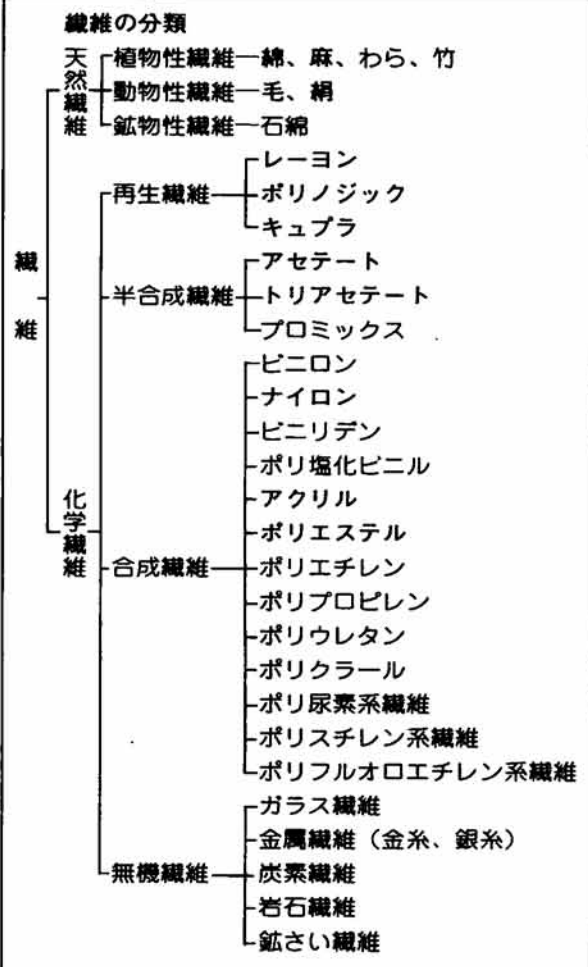 繊維の分類
繊維
天然繊維
植物性繊維 綿、麻、わら、竹
動物性繊維 毛、絹
鉱物性繊維 石綿
化学繊維
再生繊維
レーヨン
ポリノジック
キュプラ
半合成繊維
アセテート
トリアセテート
プロミックス
合成繊維
ビニロン
ナイロン
ビニリデン
ポリ塩化ビニル
アクリル
ポリエステル
ポリエチレン
ポリプロピレン
ポリウレタン
ポリクラール
ポリ尿素系繊維
ポリスチレン系繊維
ポリフルオロエチレン系繊維
無機繊維
ガラス繊維
金属繊維（金糸、銀糸）
炭素繊維
岩石繊維
鉱さい繊維